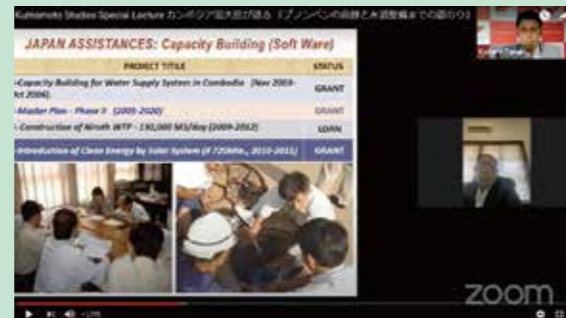 Kumamoto Studies Special Lecture カンボジア副大臣が語る 『プノンペンの奇跡と水道整備までの道のり』
JAPAN ASSISTANCES: Capacity Building (Soft Ware)
PROJECT TITLE STATUS
-Capacity Building for Water Supply System in Cambodia (Nov 2003-
Oct 2006). GRANT
-Master Plan - Phase II (2005-2020) GRANT
- Construction of Niroth WTP - 130,000 M3/day (2009-2012) LOAN
-Introduction of Clean Energy by Solar System (if 720Mio., 2010-2011) GRANT
zoom